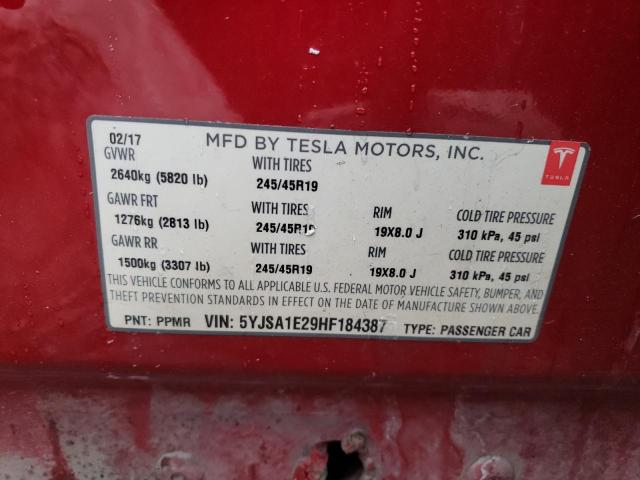 02/17 MFD BY TESLA MOTORS, INC.
GVWR WITH TIRES
2640kg (5820 lb) 245/45R19
TESLA
GAWR FRT WITH TIRES RIM COLD TIRE PRESSURE
1276kg (2813 lb) 245/45R19 19X8.0 J 310 kPa, 45 psi
GAWR RR WITH TIRES RIM COLD TIRE PRESSURE
1500kg (3307 lb) 245/45R19 19X8.0 J 310 kPa, 45 psi
THIS VEHICLE CONFORMS TO ALL APPLICABLE U.S. FEDERAL MOTOR VEHICLE SAFETY, BUMPER, AND
THEFT PREVENTION STANDARDS IN EFFECT ON THE DATE OF MANUFACTURE SHOWN ABOVE.
PNT: PPMR VIN: 5YJSA1E29HF184387 TYPE: PASSENGER CAR